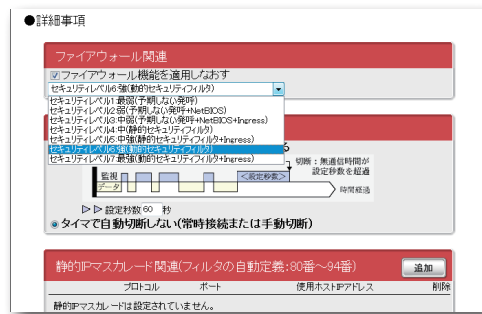 ●詳細事項
ファイアウォール関連
ファイアウォール機能を適用しなおす
セキュリティレベル6:強(動的セキュリティフィルタ)
セキュリティレベル1:最弱(予期しない発呼)
セキュリティレベル2:弱(予期しない発呼+NetBIOS)
セキュリティレベル3:中弱(予期しない発呼+NetBIOS+Ingress)
セキュリティレベル4:中(静的セキュリティフィルタ)
セキュリティレベル5:中強(静的セキュリティフィルタ+Ingress)
セキュリティレベル6:強(動的セキュリティフィルタ)
セキュリティレベル7:最強(動的セキュリティフィルタ+Ingress)
切断:無通信時間が
設定秒数を超過
監視
<設定秒数>
データ
時間経過
▷▷ 設定秒数 60 秒
タイマで自動切断しない(常時接続または手動切断)
静的IPマスカレード関連(フィルタの自動定義:80番~94番)
追加
プロトコル ポート 使用ホストIPアドレス 削除
静的IPマスカレードは設定されていません。